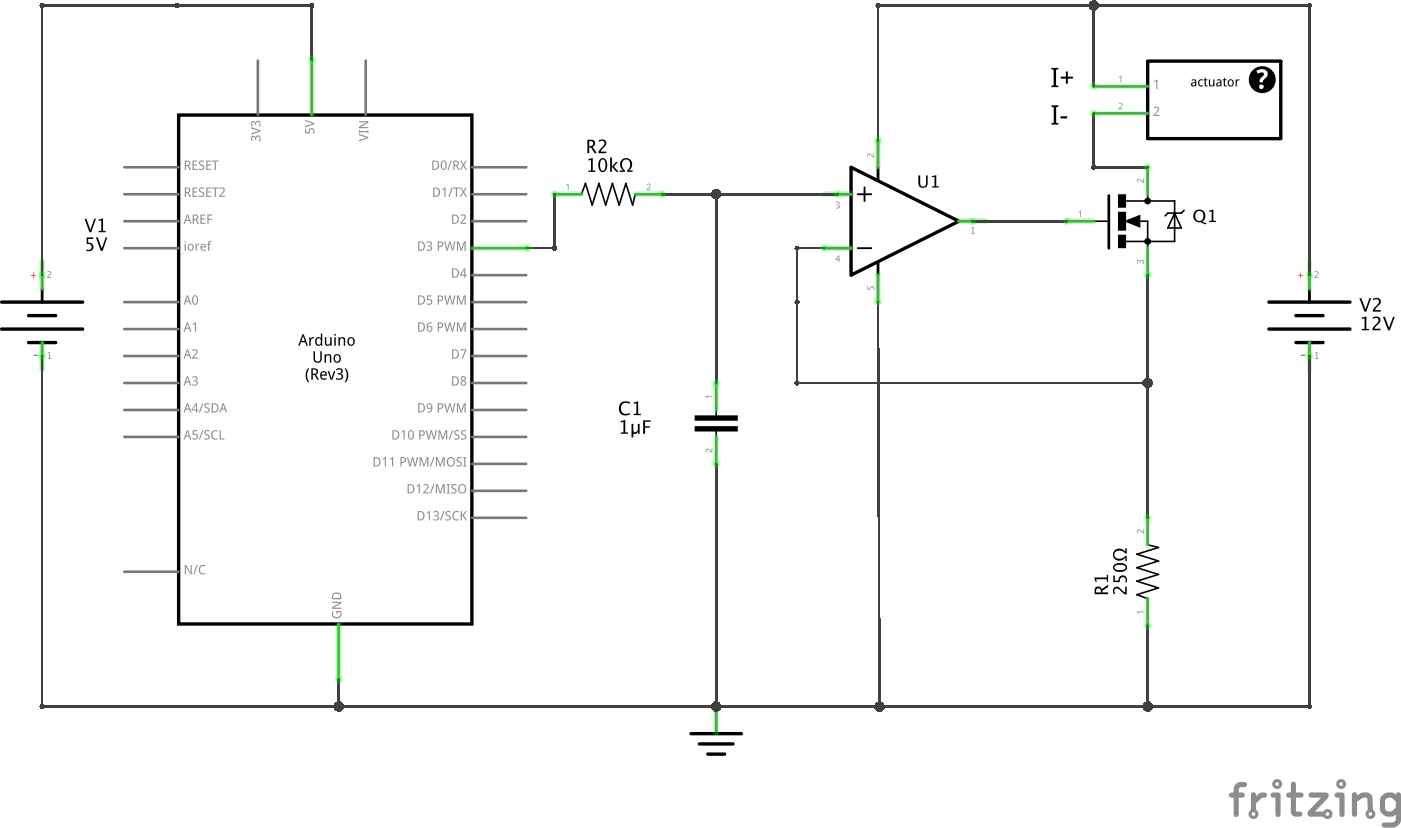 I+
1
1
actuator
?
I-
2
2
3V3
5V
VIN
RESET
D0/RX
RESET2
D1/TX
AREF
D2
ioref
D3 PWM
D4
A0
D5 PWM
A1
D6 PWM
A2
D7
A3
D8
A4/SDA
D9 PWM
A5/SCL
D10 PWM/SS
D11 PWM/MOSI
D12/MISO
D13/SCK
N/C
GND
Arduino
Uno
(Rev3)
V1
5V
+ 2
- 1
R2
10kΩ
1
2
C1
1µF
1
2
U1
2
+
3
−
4
5
1
Q1
1
2
3
R1
250Ω
2
1
V2
12V
+ 2
- 1
fritzing